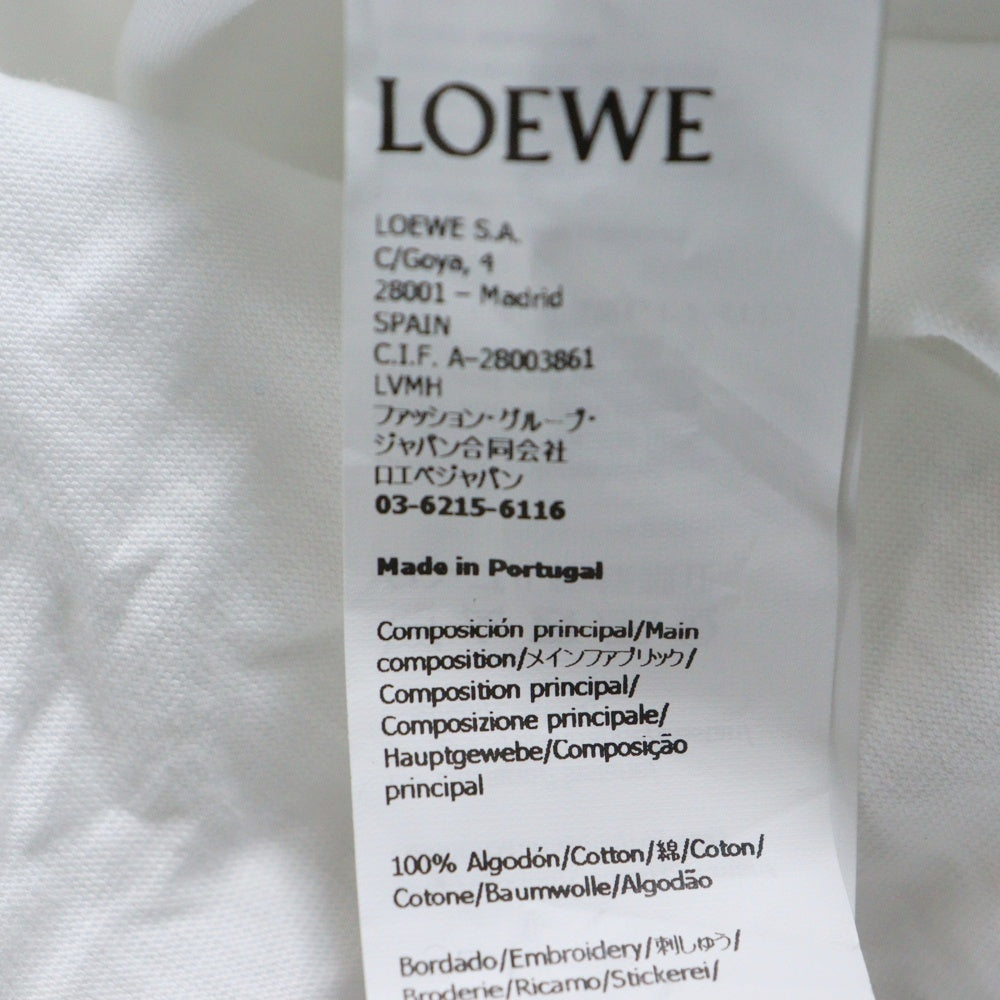 LOEWE
LOEWE S.A.
C/Goya, 4
28001 – Madrid
SPAIN
C.I.F. A-28003861
LVMH
ファッション・グループ・
ジャパン合同会社
ロエベジャパン
03-6215-6116
Made in Portugal
Composición principal/Main
composition/メインファブリック/
Composition principal/
Composizione principale/
Hauptgewebe/Composição
principal
100% Algodón/Cotton/綿/Coton/
Cotone/Baumwolle/Algodão
Bordado/Embroidery/刺しゅう/
Broderie/Ricamo/Stickerei/